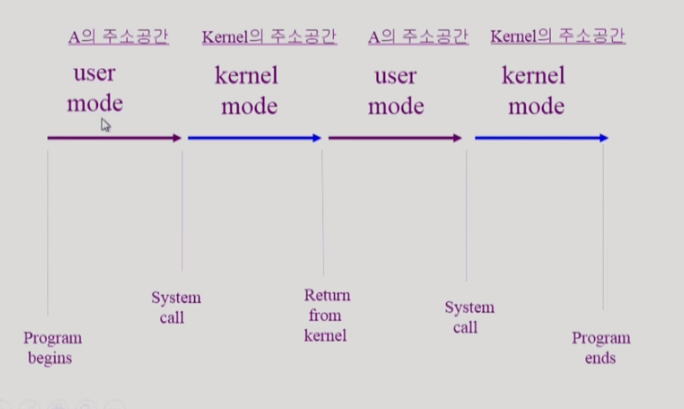 A의 주소공간
Kernel의 주소공간
A의 주소공간
Kernel의 주소공간
user
mode
kernel
mode
user
mode
kernel
mode
System
call
Return
from
kernel
System
call
Program
begins
Program
ends